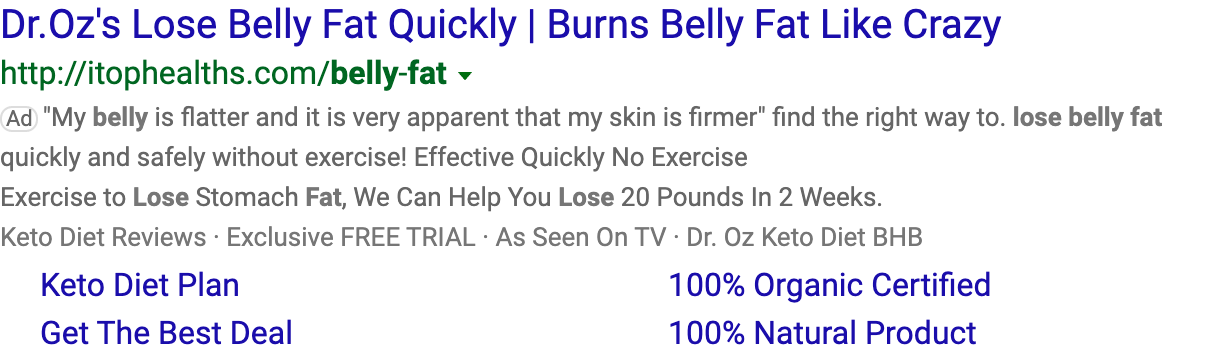 Dr.Oz's Lose Belly Fat Quickly | Burns Belly Fat Like Crazy
http://itophealths.com/belly-fat
Ad "My belly is flatter and it is very apparent that my skin is firmer" find the right way to. lose belly fat
quickly and safely without exercise! Effective Quickly No Exercise
Exercise to Lose Stomach Fat, We Can Help You Lose 20 Pounds In 2 Weeks.
Keto Diet Reviews · Exclusive FREE TRIAL · As Seen On TV · Dr. Oz Keto Diet BHB
Keto Diet Plan 100% Organic Certified
Get The Best Deal 100% Natural Product